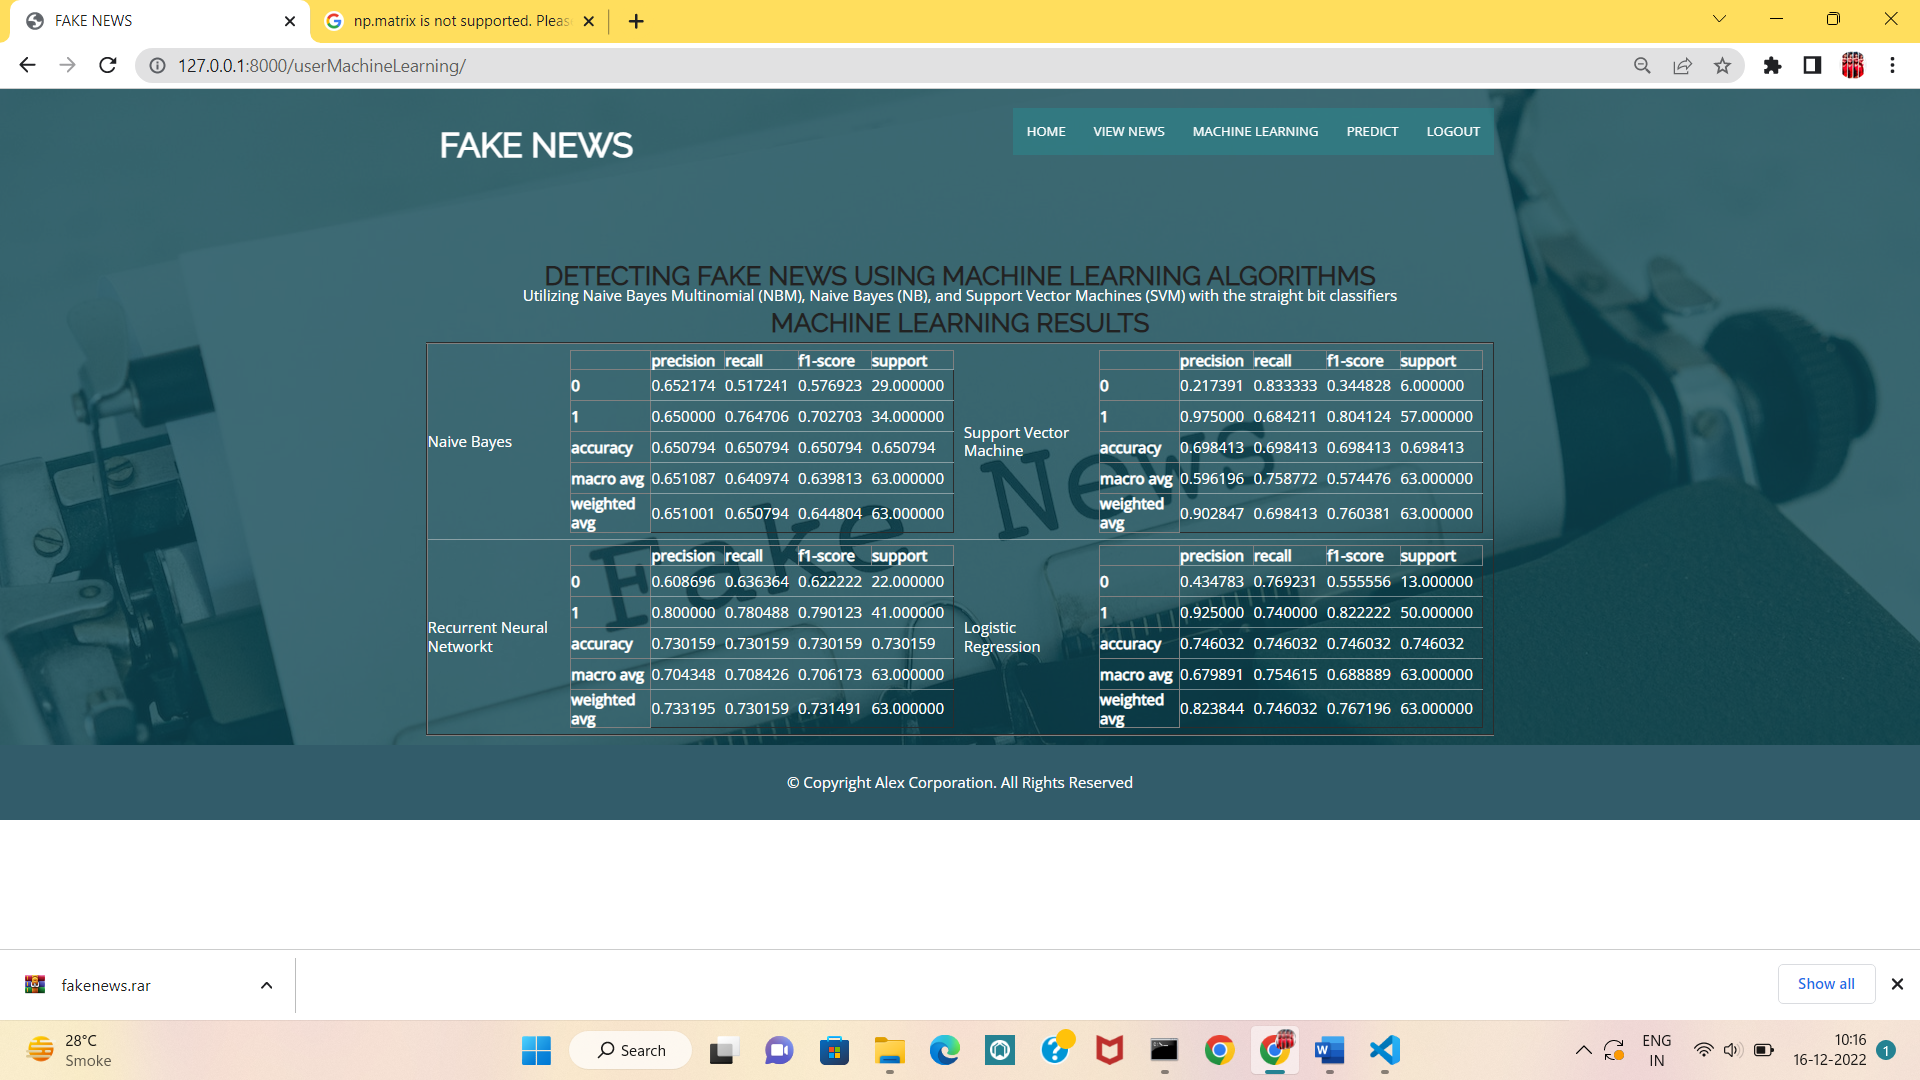 FAKE NEWS
np.matrix is not supported. Pleas
127.0.0.1:8000/userMachineLearning/
FAKE NEWS
HOME VIEW NEWS MACHINE LEARNING PREDICT LOGOUT
DETECTING FAKE NEWS USING MACHINE LEARNING ALGORITHMS
Utilizing Naive Bayes Multinomial (NBM), Naive Bayes (NB), and Support Vector Machines (SVM) with the straight bit classifiers
MACHINE LEARNING RESULTS
Naive Bayes
precision recall f1-score support
0 0.652174 0.517241 0.576923 29.000000
1 0.650000 0.764706 0.702703 34.000000
accuracy 0.650794 0.650794 0.650794 0.650794
macro avg 0.651087 0.640974 0.639813 63.000000
weighted
avg 0.651001 0.650794 0.644804 63.000000
Support Vector
Machine
precision recall f1-score support
0 0.217391 0.833333 0.344828 6.000000
1 0.975000 0.684211 0.804124 57.000000
accuracy 0.698413 0.698413 0.698413 0.698413
macro avg 0.596196 0.758772 0.574476 63.000000
weighted
avg 0.902847 0.698413 0.760381 63.000000
Recurrent Neural
Networkt
precision recall f1-score support
0 0.608696 0.636364 0.622222 22.000000
1 0.800000 0.780488 0.790123 41.000000
accuracy 0.730159 0.730159 0.730159 0.730159
macro avg 0.704348 0.708426 0.706173 63.000000
weighted
avg 0.733195 0.730159 0.731491 63.000000
Logistic
Regression
precision recall f1-score support
0 0.434783 0.769231 0.555556 13.000000
1 0.925000 0.740000 0.822222 50.000000
accuracy 0.746032 0.746032 0.746032 0.746032
macro avg 0.679891 0.754615 0.688889 63.000000
weighted
avg 0.823844 0.746032 0.767196 63.000000
Fake News
© Copyright Alex Corporation. All Rights Reserved
fakenews.rar
Show all
28°C
Smoke
Search
ENG
IN
10:16
16-12-2022
1